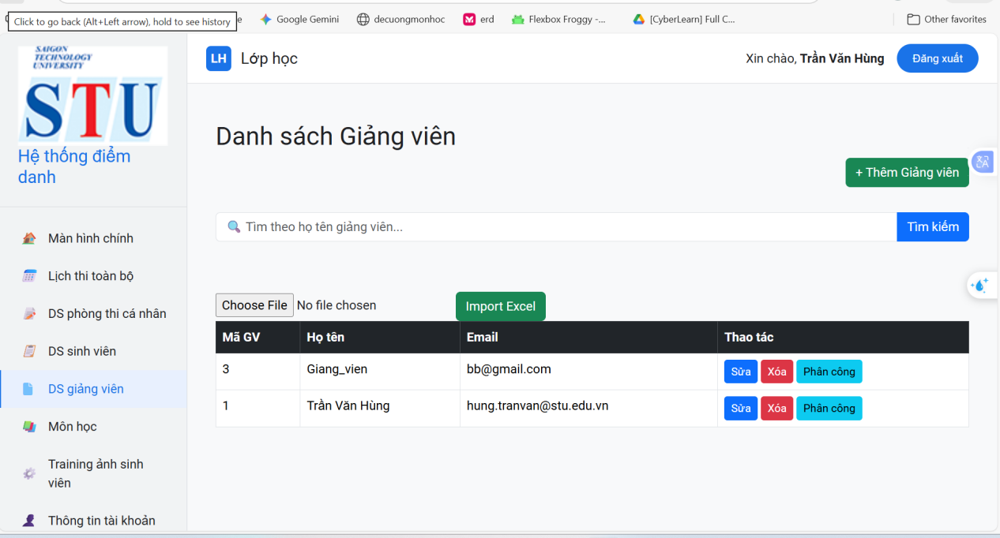 Click to go back (Alt+Left arrow), hold to see history
e
Google Gemini
decuongmonhoc
erd
Flexbox Froggy -...
[CyberLearn] Full C...
Other favorites
SAIGON
TECHNOLOGY
UNIVERSITY
STU
Hệ thống điểm
danh
Màn hình chính
Lịch thi toàn bộ
DS phòng thi cá nhân
DS sinh viên
DS giảng viên
Môn học
Training ảnh sinh
viên
Thông tin tài khoản
LH Lớp học
Xin chào, Trần Văn Hùng
Đăng xuất
Danh sách Giảng viên
+ Thêm Giảng viên
Tìm theo họ tên giảng viên...
Tìm kiếm
Choose File No file chosen
Import Excel
Mã GV Họ tên Email Thao tác
3 Giang_vien bb@gmail.com Sửa Xóa Phân công
1 Trần Văn Hùng hung.tranvan@stu.edu.vn Sửa Xóa Phân công